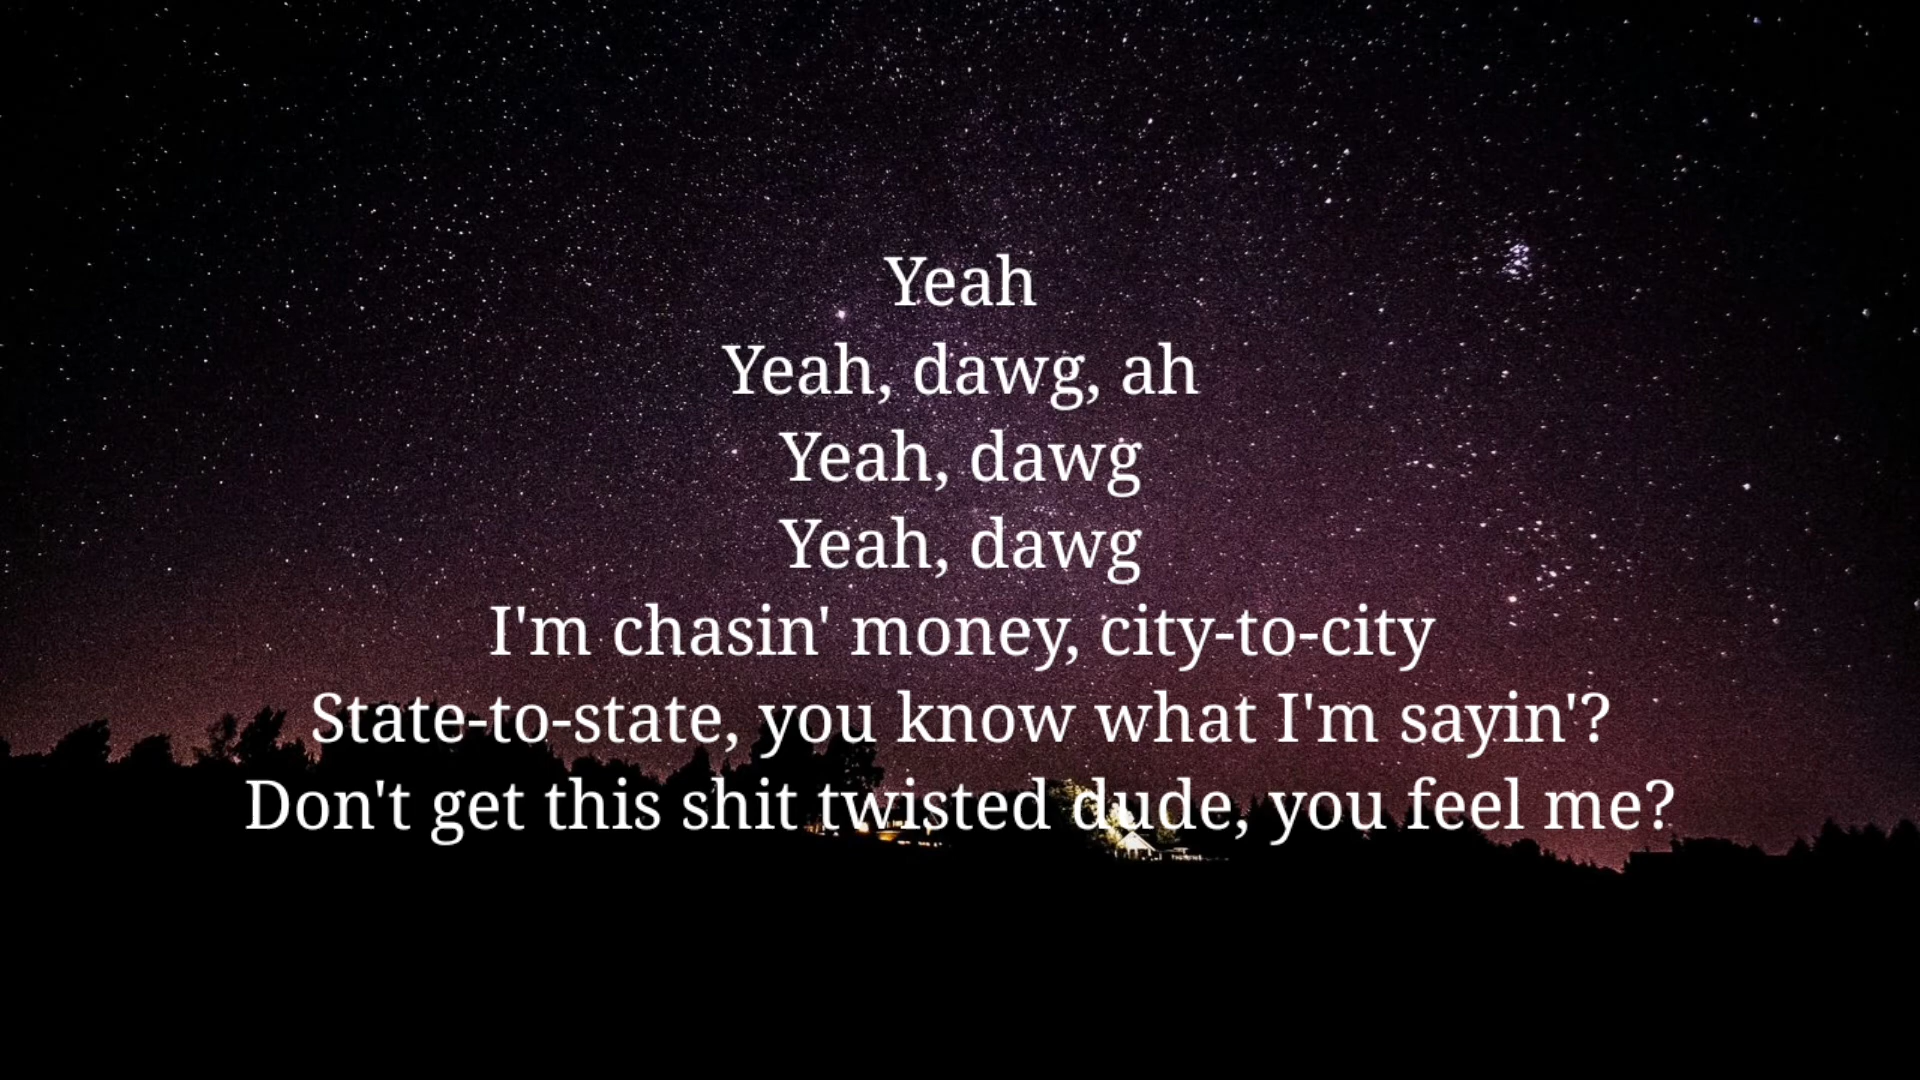 Yeah
Yeah, dawg, ah
Yeah, dawg
Yeah, dawg
I'm chasin' money, city-to-city
State-to-state, you know what I'm sayin'?
Don't get this shit twisted dude, you feel me?